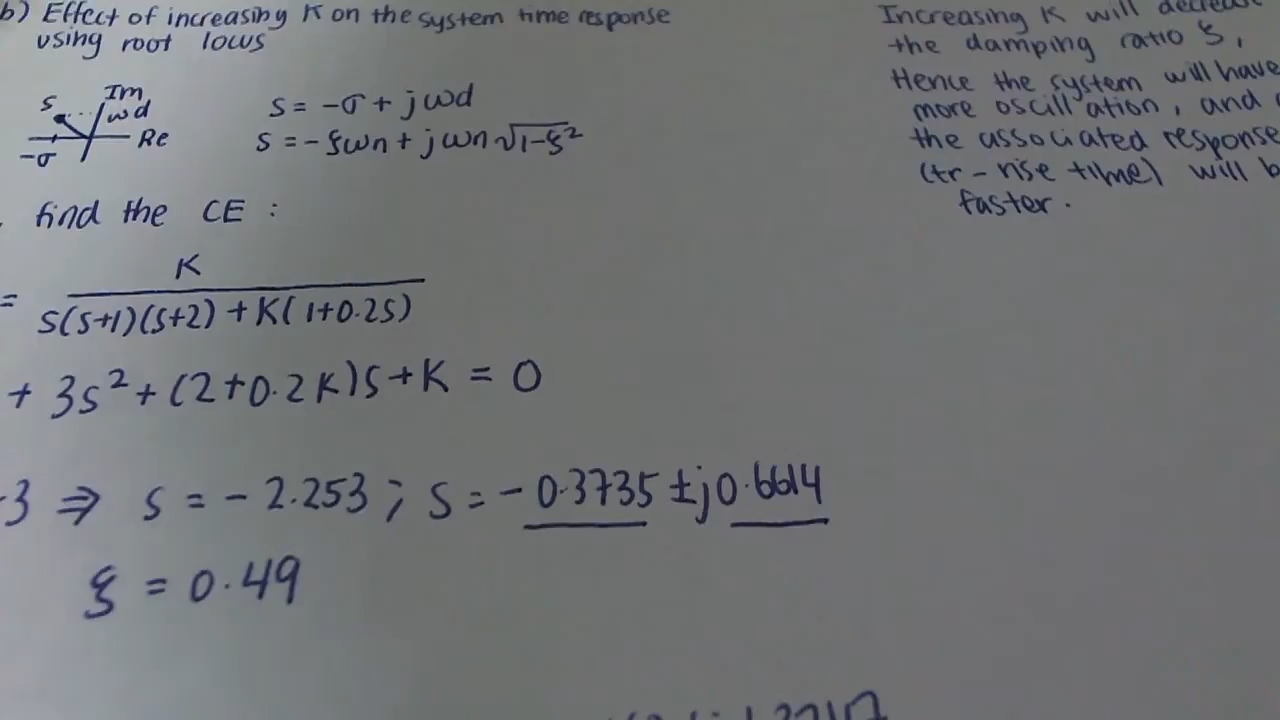 b) Effect of increasing K on the system time response
using root locus
s Im
ωd
Re
-σ
s = -σ + jωd
s = -ξωn + jωn√1-ξ²
find the CE :
= K
s(s+1)(s+2) + K(1+0.2s)
+ 3s² + (2+0.2K)s + K = 0
3 ⇒ s = -2.253 ; s = -0.3735 ± j0.6614
ξ = 0.49
Increasing K will
the damping ratio ξ,
Hence the system will have
more oscillation, and
the associated response
(tr - rise time) will
faster.